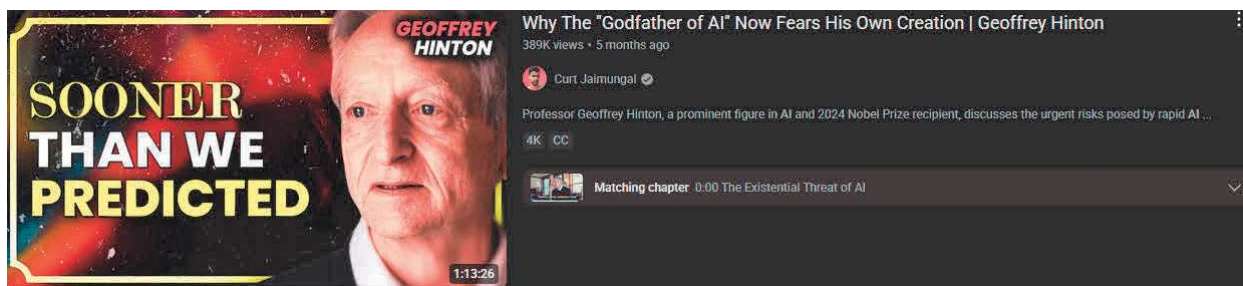 GEOFFREY
HINTON
SOONER
THAN WE
PREDICTED
1:13:26
Why The "Godfather of AI" Now Fears His Own Creation | Geoffrey Hinton
389K views • 5 months ago
Curt Jaimungal
Professor Geoffrey Hinton, a prominent figure in AI and 2024 Nobel Prize recipient, discusses the urgent risks posed by rapid AI ...
4K CC
Matching chapter 0:00 The Existential Threat of AI